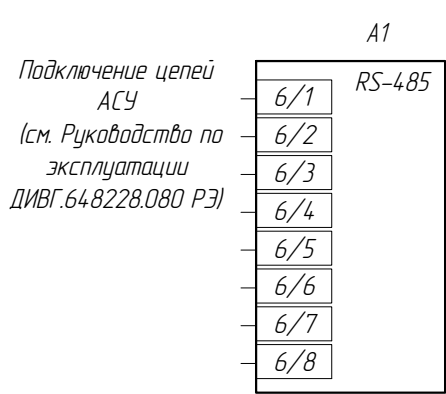 А1
Подключение цепей
АСУ
(см. Руководство по
эксплуатации
ДИВГ.648228.080 РЭ)
RS-485
6/1
6/2
6/3
6/4
6/5
6/6
6/7
6/8